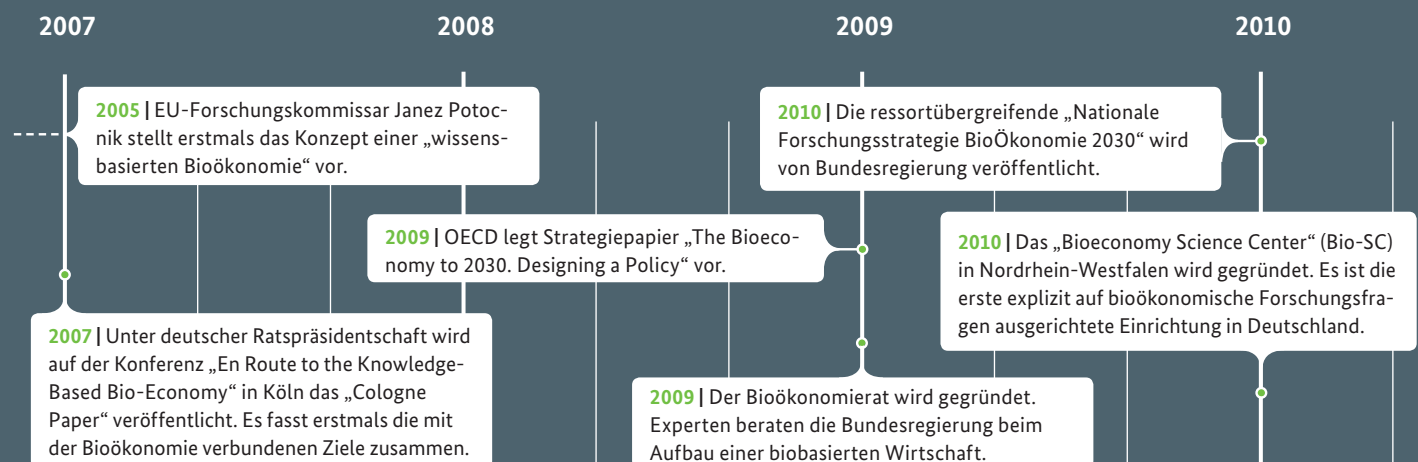 2007
2008
2009
2010
2005 | EU-Forschungskommissar Janez Potoc-
nik stellt erstmals das Konzept einer „wissens-
basierten Bioökonomie“ vor.
2010 | Die ressortübergreifende „Nationale
Forschungsstrategie BioÖkonomie 2030“ wird
von Bundesregierung veröffentlicht.
2009 | OECD legt Strategiepapier „The Bioeco-
nomy to 2030. Designing a Policy“ vor.
2010 | Das „Bioeconomy Science Center“ (Bio-SC)
in Nordrhein-Westfalen wird gegründet. Es ist die
erste explizit auf bioökonomische Forschungsfra-
gen ausgerichtete Einrichtung in Deutschland.
2007 | Unter deutscher Ratspräsidentschaft wird
auf der Konferenz „En Route to the Knowledge-
Based Bio-Economy“ in Köln das „Cologne
Paper“ veröffentlicht. Es fasst erstmals die mit
der Bioökonomie verbundenen Ziele zusammen.
2009 | Der Bioökonomierat wird gegründet.
Experten beraten die Bundesregierung beim
Aufbau einer biobasierten Wirtschaft.